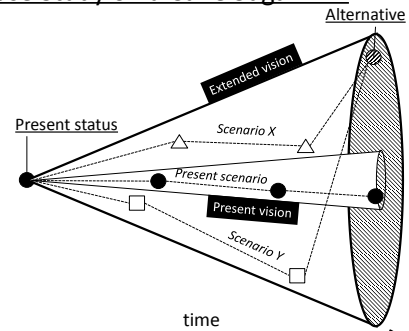 Alternative
Extended vision
Present status
Scenario X
Present scenario
Present vision
Scenario Y
time